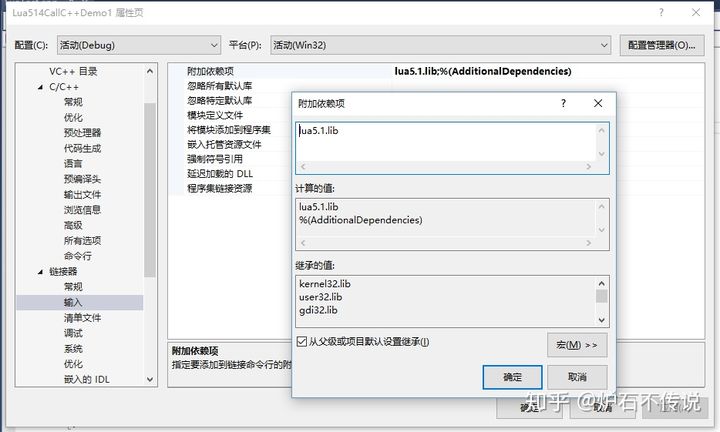 Lua514CallC++Demo1 属性页
配置(C): 活动(Debug) 平台(P): 活动(Win32) 配置管理器(O)...
VC++ 目录
C/C++
常规
优化
预处理器
代码生成
语言
预编译头
输出文件
浏览信息
高级
所有选项
命令行
链接器
常规
输入
清单文件
调试
系统
优化
嵌入的 IDL
附加依赖项 lua5.1.lib;%(AdditionalDependencies)
忽略所有默认库
忽略特定默认库
模块定义文件
将模块添加到程序集
嵌入托管资源文件
强制符号引用
延迟加载的 DLL
程序集链接资源
附加依赖项
指定要添加到链接命令行的附
附加依赖项
lua5.1.lib
计算的值:
lua5.1.lib
%(AdditionalDependencies)
继承的值:
kernel32.lib
user32.lib
gdi32.lib
从父级或项目默认设置继承(I)
宏(M) >>
确定 取消
确定 取消
知乎 @炉石不传说